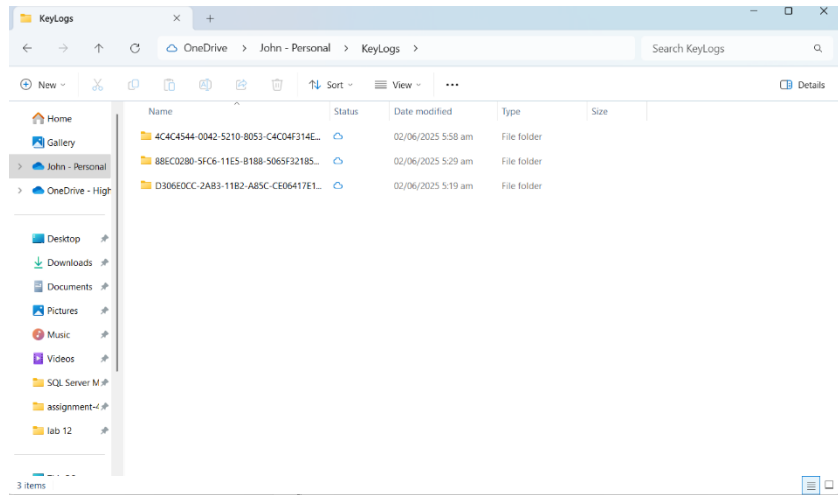 KeyLogs
OneDrive > John - Personal > KeyLogs >
Search KeyLogs
New
Sort
View
Details
Name Status Date modified Type Size
4C4C4544-0042-5210-8053-C4C04F314E... 02/06/2025 5:58 am File folder
88EC0280-5FC6-11E5-B188-5065F32185... 02/06/2025 5:29 am File folder
D306E0CC-2AB3-11B2-A85C-CE06417E1... 02/06/2025 5:19 am File folder
Home
Gallery
John - Personal
OneDrive - High
Desktop
Downloads
Documents
Pictures
Music
Videos
SQL Server M
assignment-4
lab 12
3 items